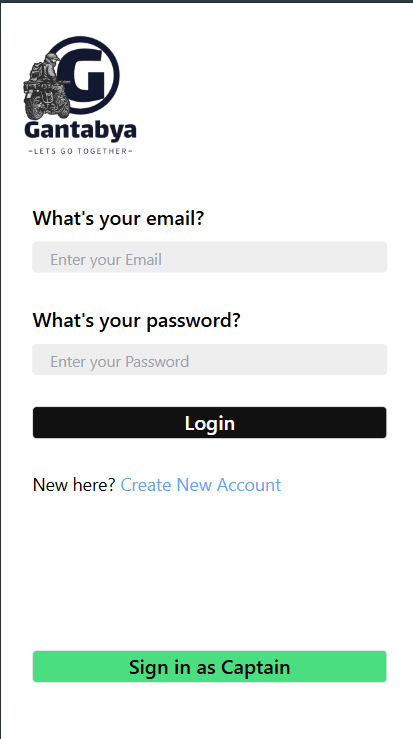 G
Gantabya
~LETS GO TOGETHER~
What's your email?
Enter your Email
What's your password?
Enter your Password
Login
New here? Create New Account
Sign in as Captain